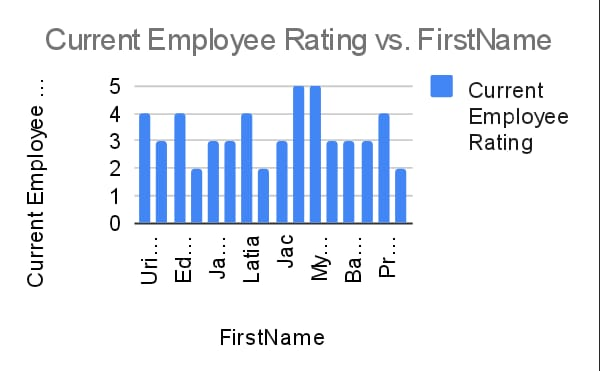 Current Employee Rating vs. FirstName
Current Employee ...
5
4
3
2
1
0
Uri...
Ed...
Ja...
Latia
Jac
My...
Ba...
Pr...
FirstName
Current
Employee
Rating